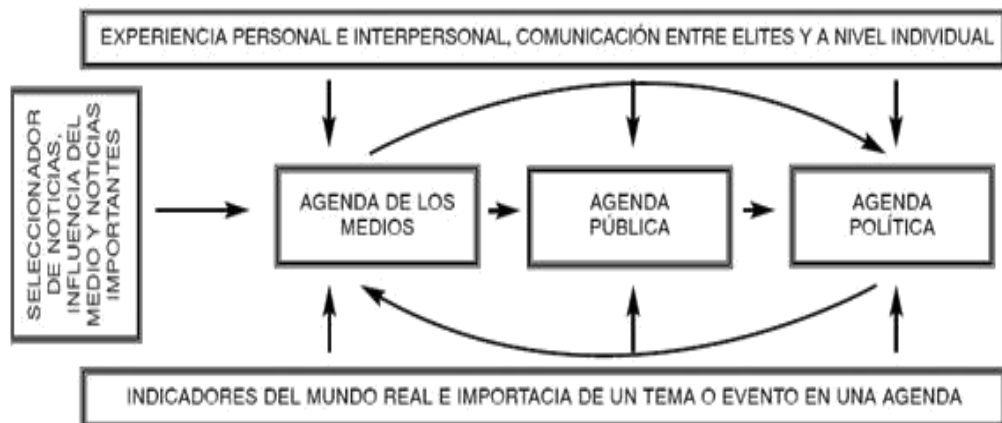 EXPERIENCIA PERSONAL E INTERPERSONAL, COMUNICACIÓN ENTRE ELITES Y A NIVEL INDIVIDUAL
SELECCIONADOR
DE NOTICIAS,
INFLUENCIA DEL
MEDIO Y NOTICIAS
IMPORTANTES
AGENDA DE LOS
MEDIOS
AGENDA
PÚBLICA
AGENDA
POLÍTICA
INDICADORES DEL MUNDO REAL E IMPORTACIA DE UN TEMA O EVENTO EN UNA AGENDA